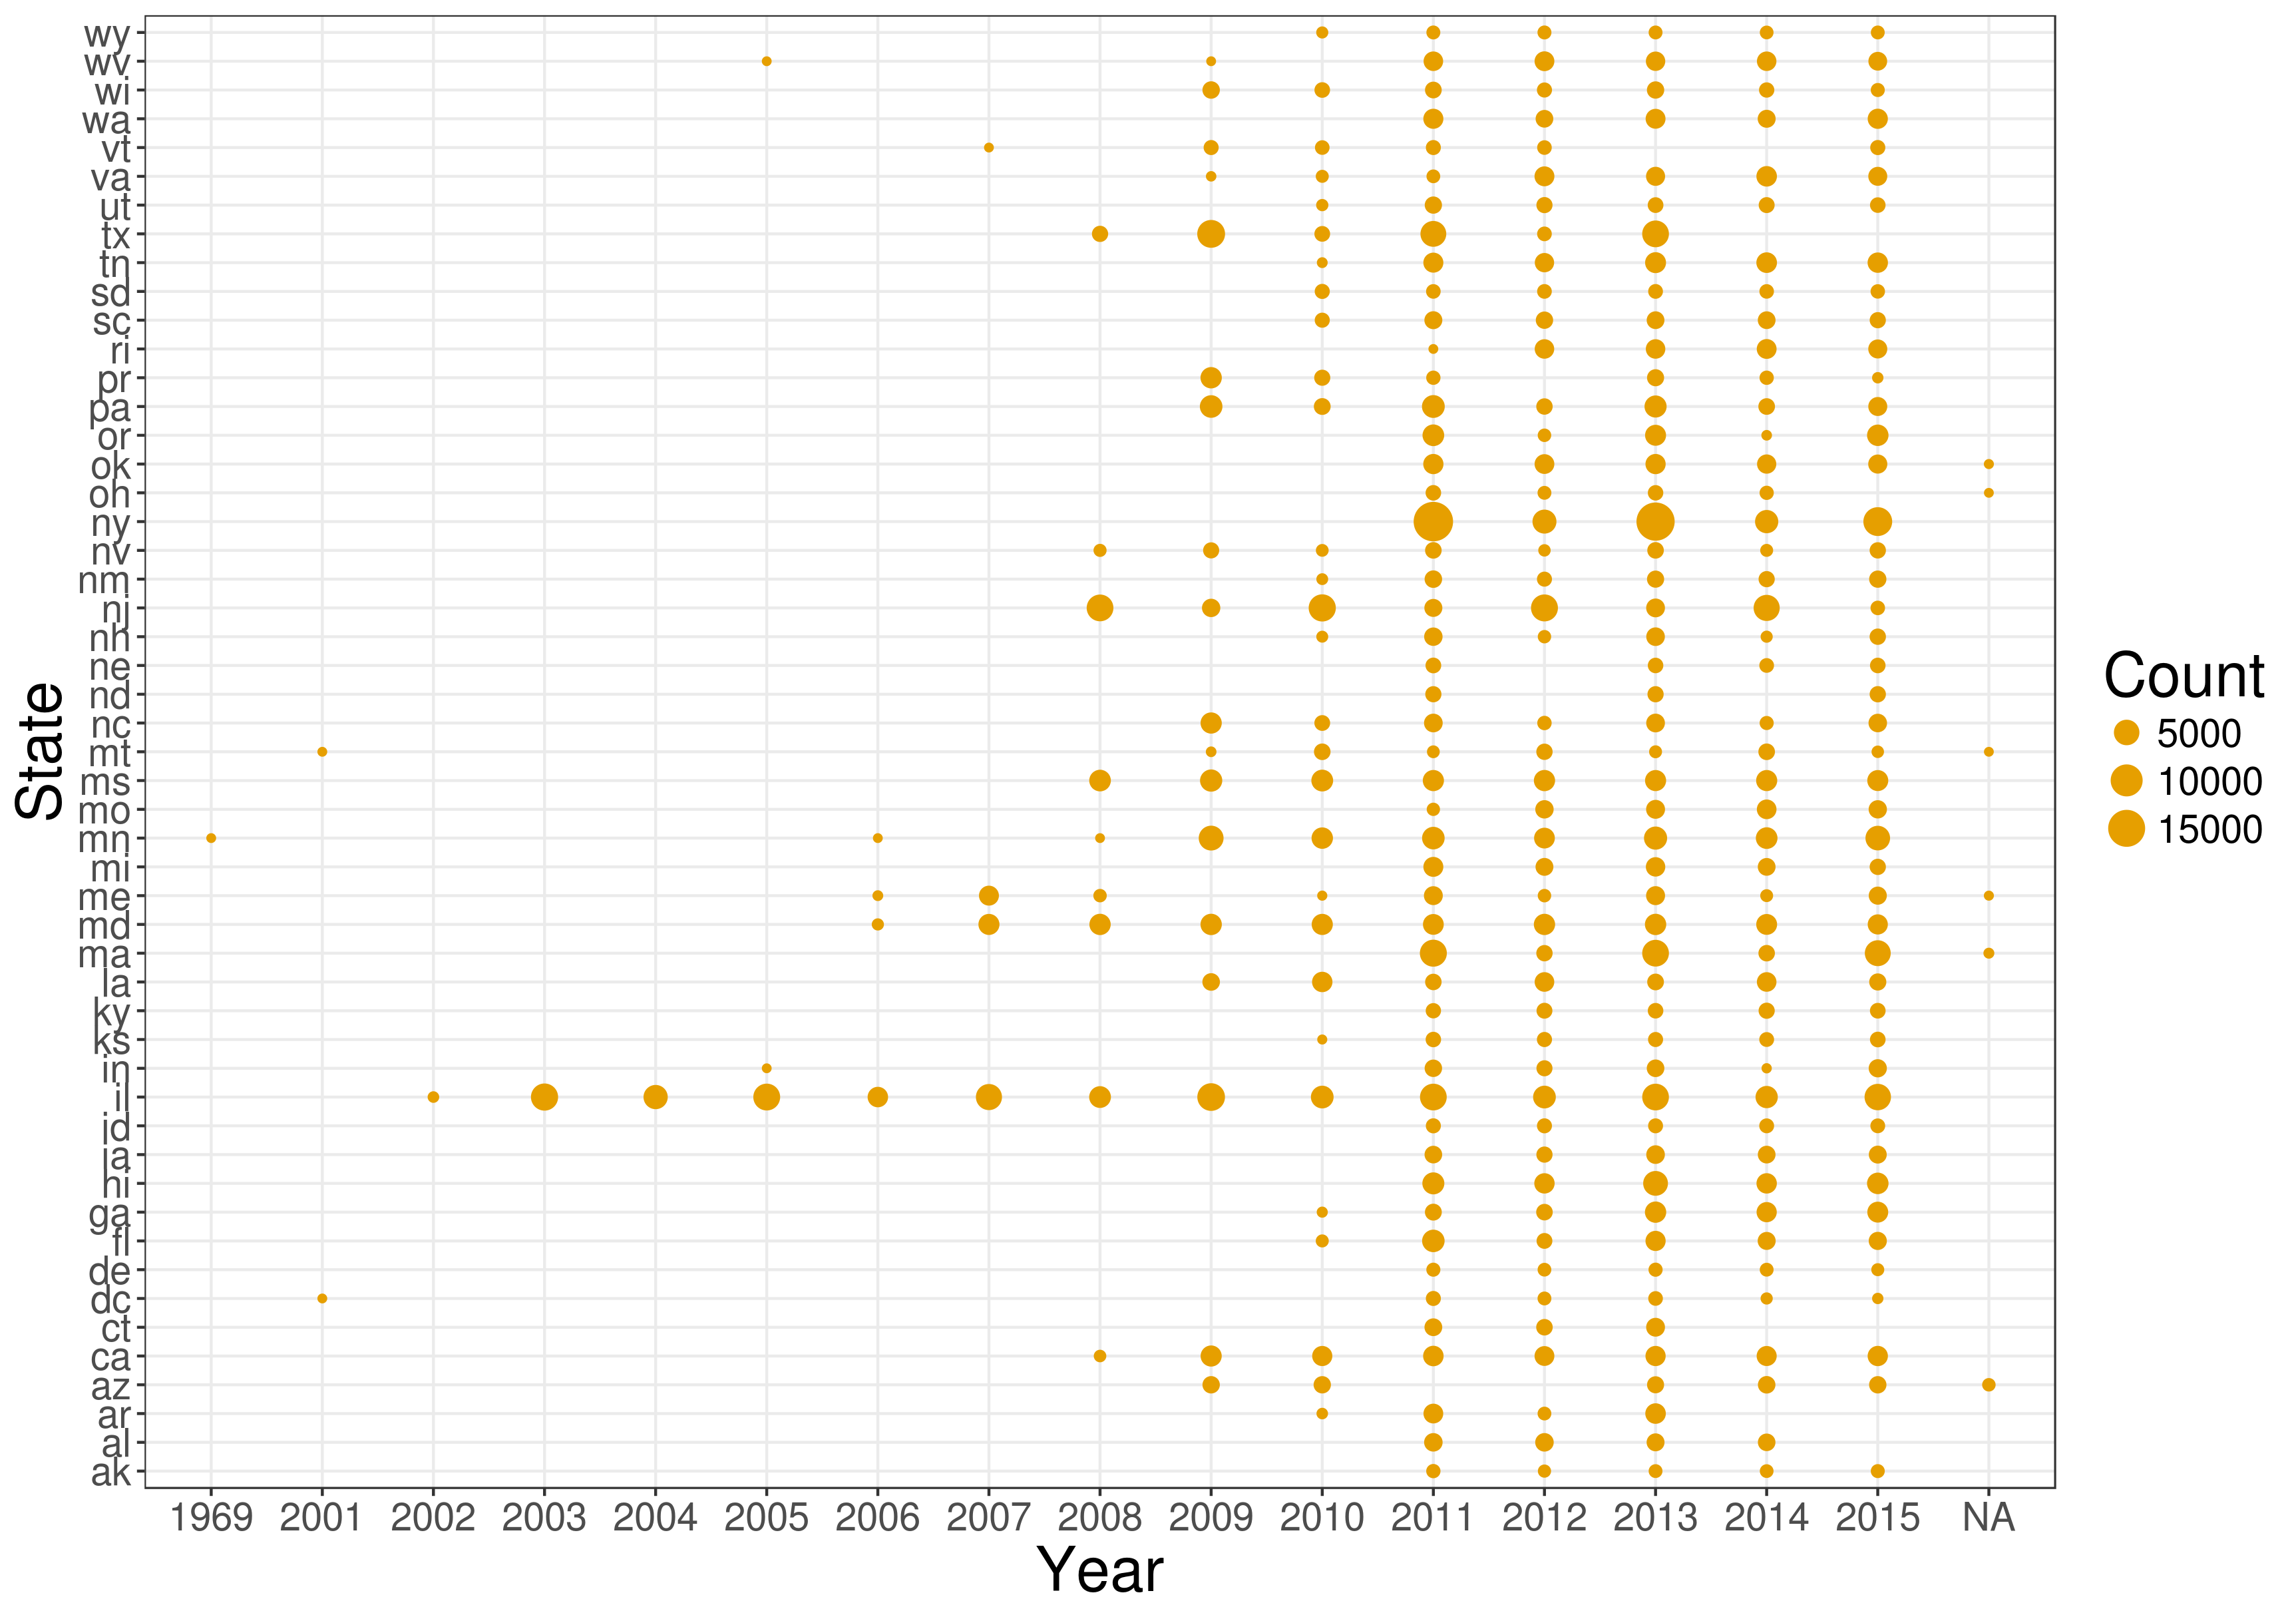 wy
wv
wi
wa
vt
va
ut
tx
tn
sd
sc
ri
pr
pa
or
ok
oh
ny
nv
nm
nj
nh
ne
nd
nc
mt
ms
mo
mn
mi
me
md
ma
la
ky
ks
in
il
id
ia
hi
ga
fl
de
dc
ct
ca
az
ar
al
ak
State
1969 2001 2002 2003 2004 2005 2006 2007 2008 2009 2010 2011 2012 2013 2014 2015 NA
Year
Count
5000
10000
15000